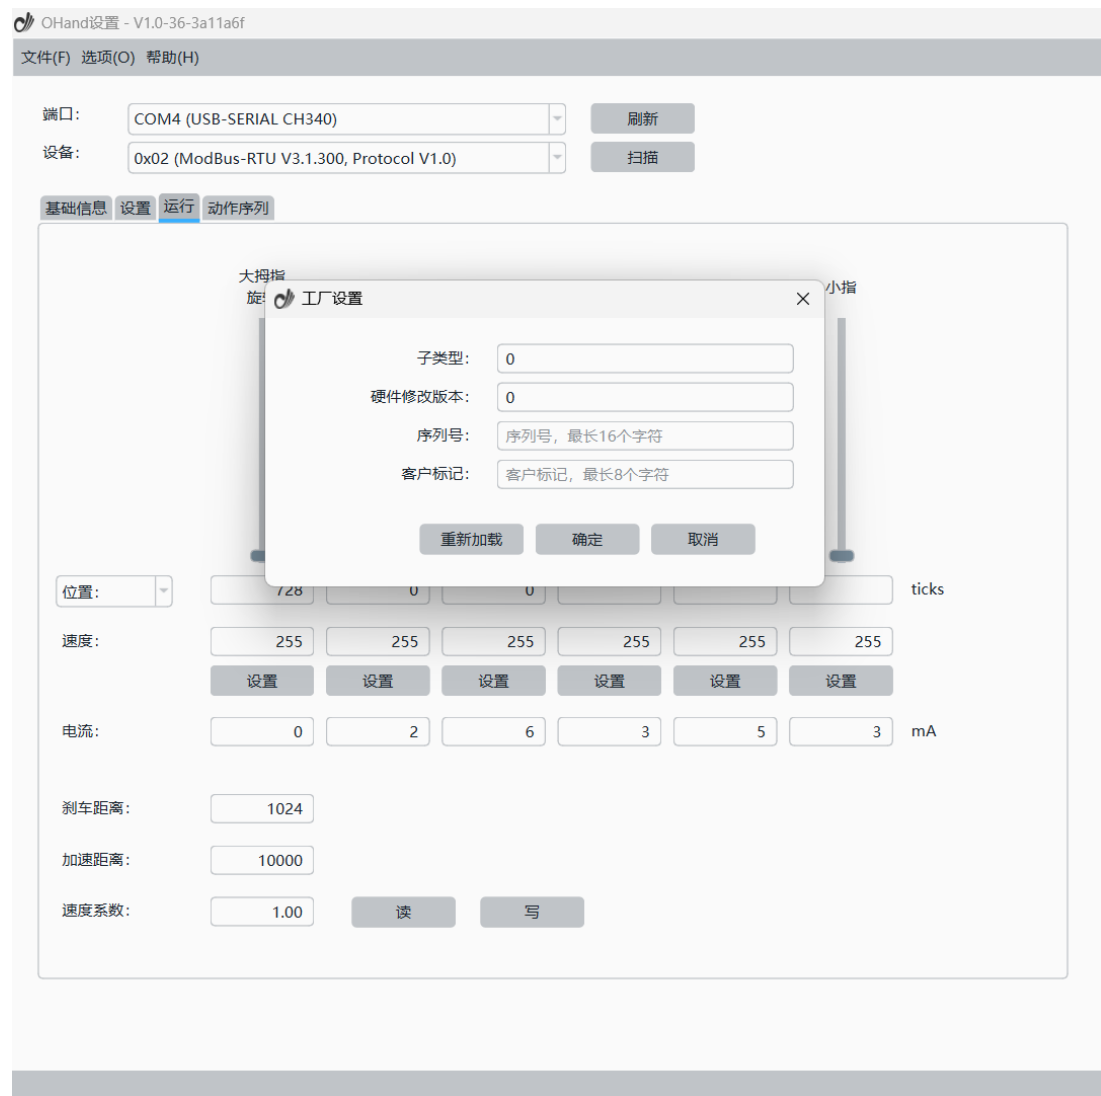 OHand设置 - V1.0-36-3a11a6f
文件(F) 选项(O) 帮助(H)
端口: COM4 (USB-SERIAL CH340) 刷新
设备: 0x02 (ModBus-RTU V3.1.300, Protocol V1.0) 扫描
基础信息 设置 运行 动作序列
大拇指
旋 小指
工厂设置
子类型: 0
硬件修改版本: 0
序列号: 序列号，最长16个字符
客户标记: 客户标记，最长8个字符
重新加载 确定 取消
位置: 728 0 0 ticks
速度: 255 255 255 255 255 255
设置 设置 设置 设置 设置 设置
电流: 0 2 6 3 5 3 mA
刹车距离: 1024
加速距离: 10000
速度系数: 1.00 读 写